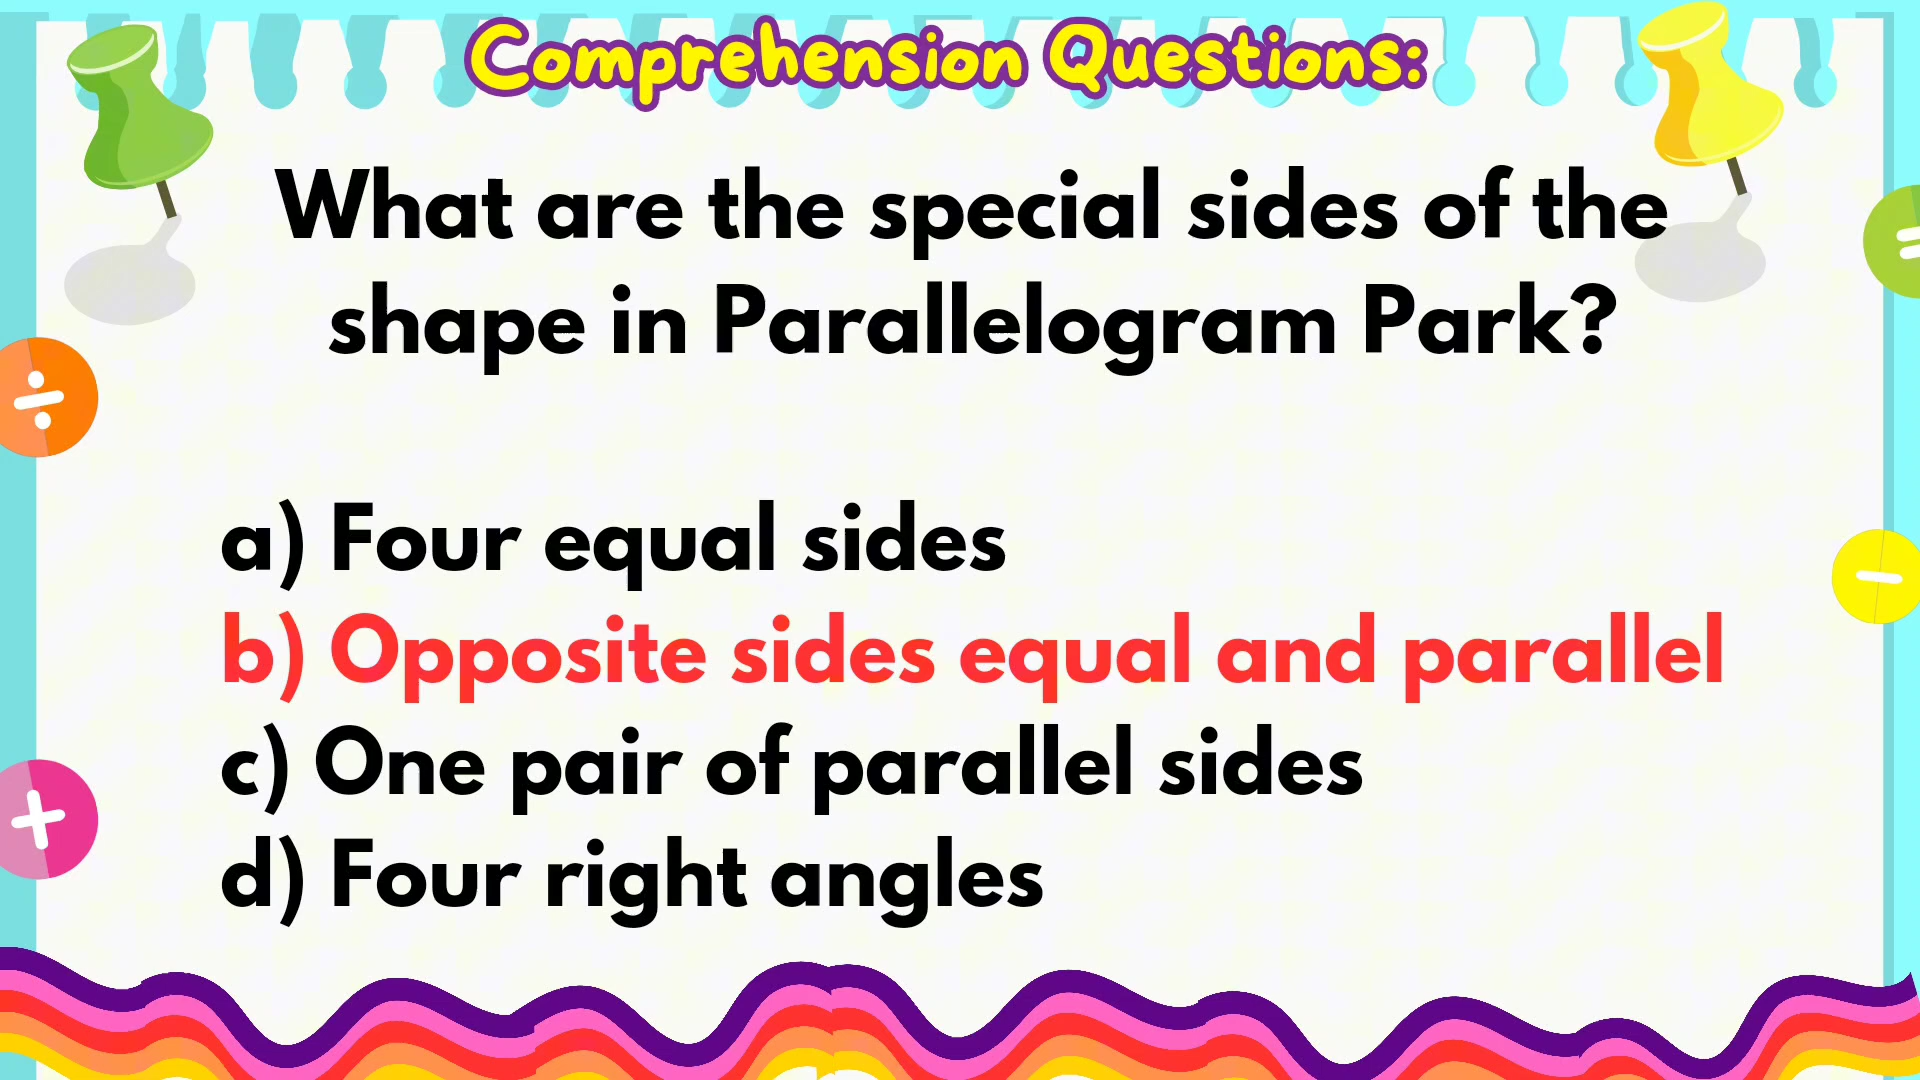 Comprehension Questions:
What are the special sides of the
shape in Parallelogram Park?
a) Four equal sides
b) Opposite sides equal and parallel
c) One pair of parallel sides
d) Four right angles